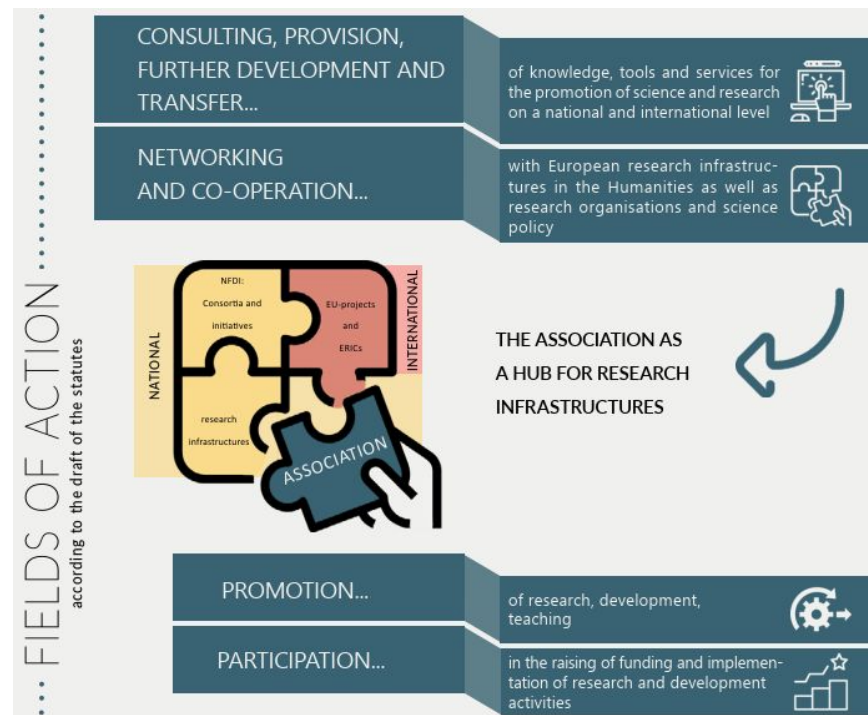 FIELDS OF ACTION
according to the draft of the statutes
CONSULTING, PROVISION,
FURTHER DEVELOPMENT AND
TRANSFER...
of knowledge, tools and services for
the promotion of science and research
on a national and international level
NETWORKING
AND CO-OPERATION...
with European research infrastruc-
tures in the Humanities as well as
research organisations and science
policy
NATIONAL
NFDI:
Consortia and
initiatives
EU-projects
and
ERICs
INTERNATIONAL
research
infrastructures
ASSOCIATION
THE ASSOCIATION AS
A HUB FOR RESEARCH
INFRASTRUCTURES
PROMOTION...
of research, development,
teaching
PARTICIPATION...
in the raising of funding and implemen-
tation of research and development
activities